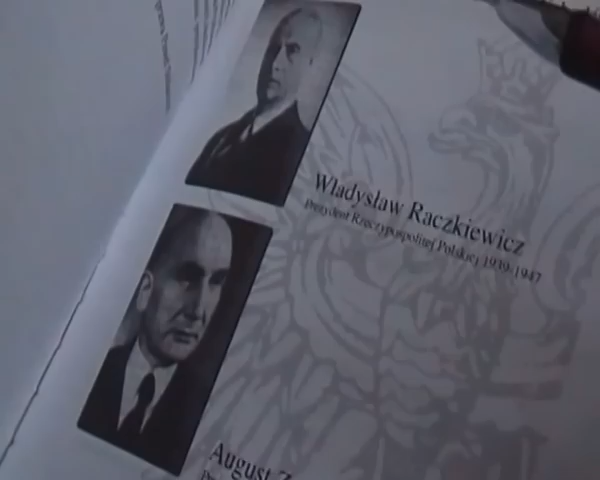 Władysław Raczkiewicz
Prezydent Rzeczypospolitej Polskiej 1939-1947
August Z